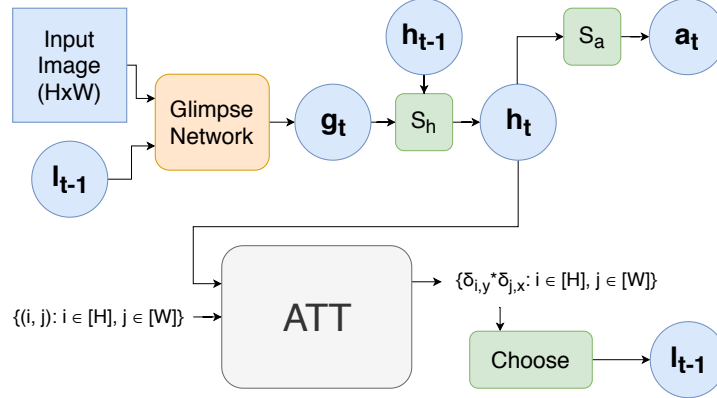 Input
Image
(HxW)
h_{t-1}
S_a
a_t
Glimpse
Network
g_t
S_h
h_t
l_{t-1}
{(i, j): i ∈ [H], j ∈ [W]}
ATT
{δ_{i,y}*δ_{j,x}: i ∈ [H], j ∈ [W]}
Choose
l_{t-1}